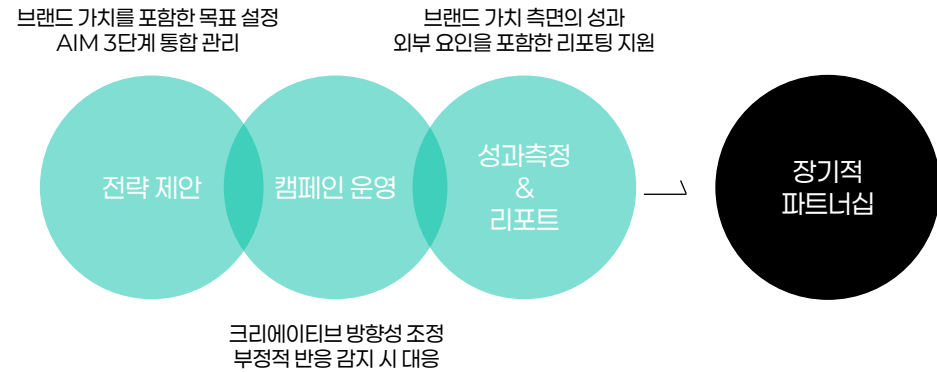 브랜드 가치를 포함한 목표 설정
AIM 3단계 통합 관리
브랜드 가치 측면의 성과
외부 요인을 포함한 리포팅 지원
전략 제안
캠페인 운영
성과측정
&
리포트
장기적
파트너십
크리에이티브 방향성 조정
부정적 반응 감지 시 대응